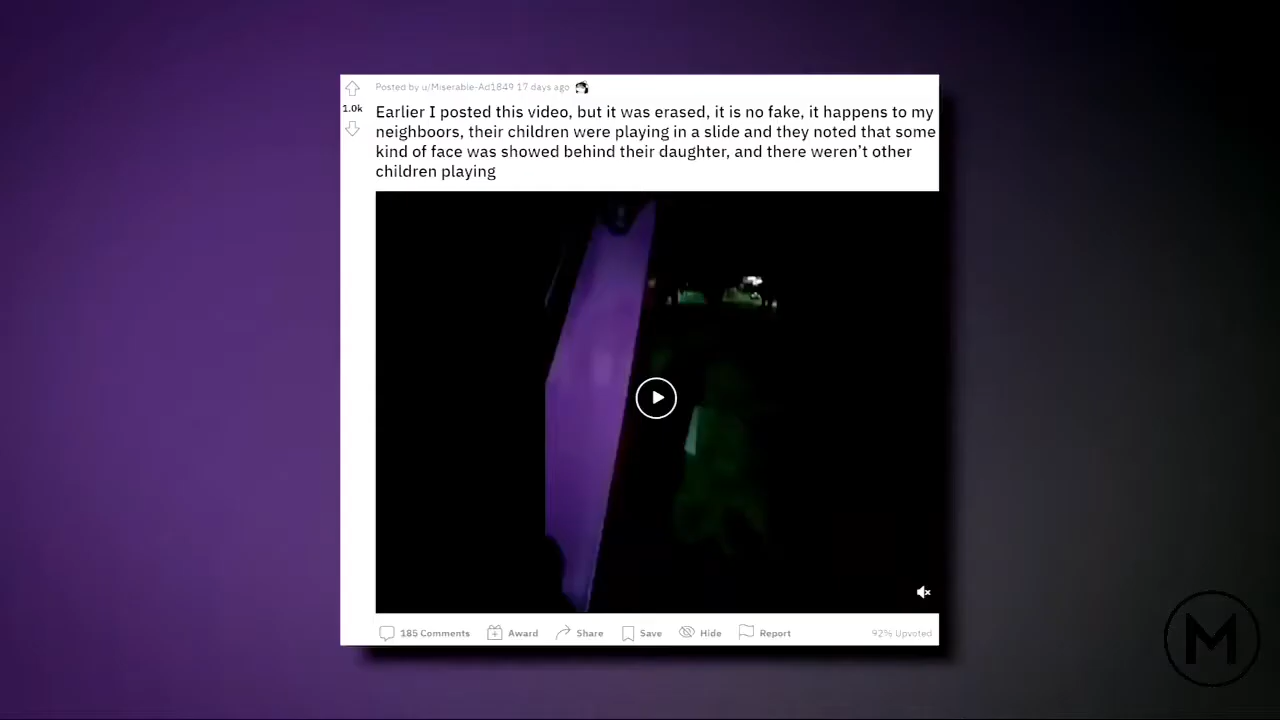 Posted by u/Miserable-Ad1849 17 days ago
1.0k
Earlier I posted this video, but it was erased, it is no fake, it happens to my
neighboors, their children were playing in a slide and they noted that some
kind of face was showed behind their daughter, and there weren't other
children playing
185 Comments Award Share Save Hide Report 92% Upvoted
M